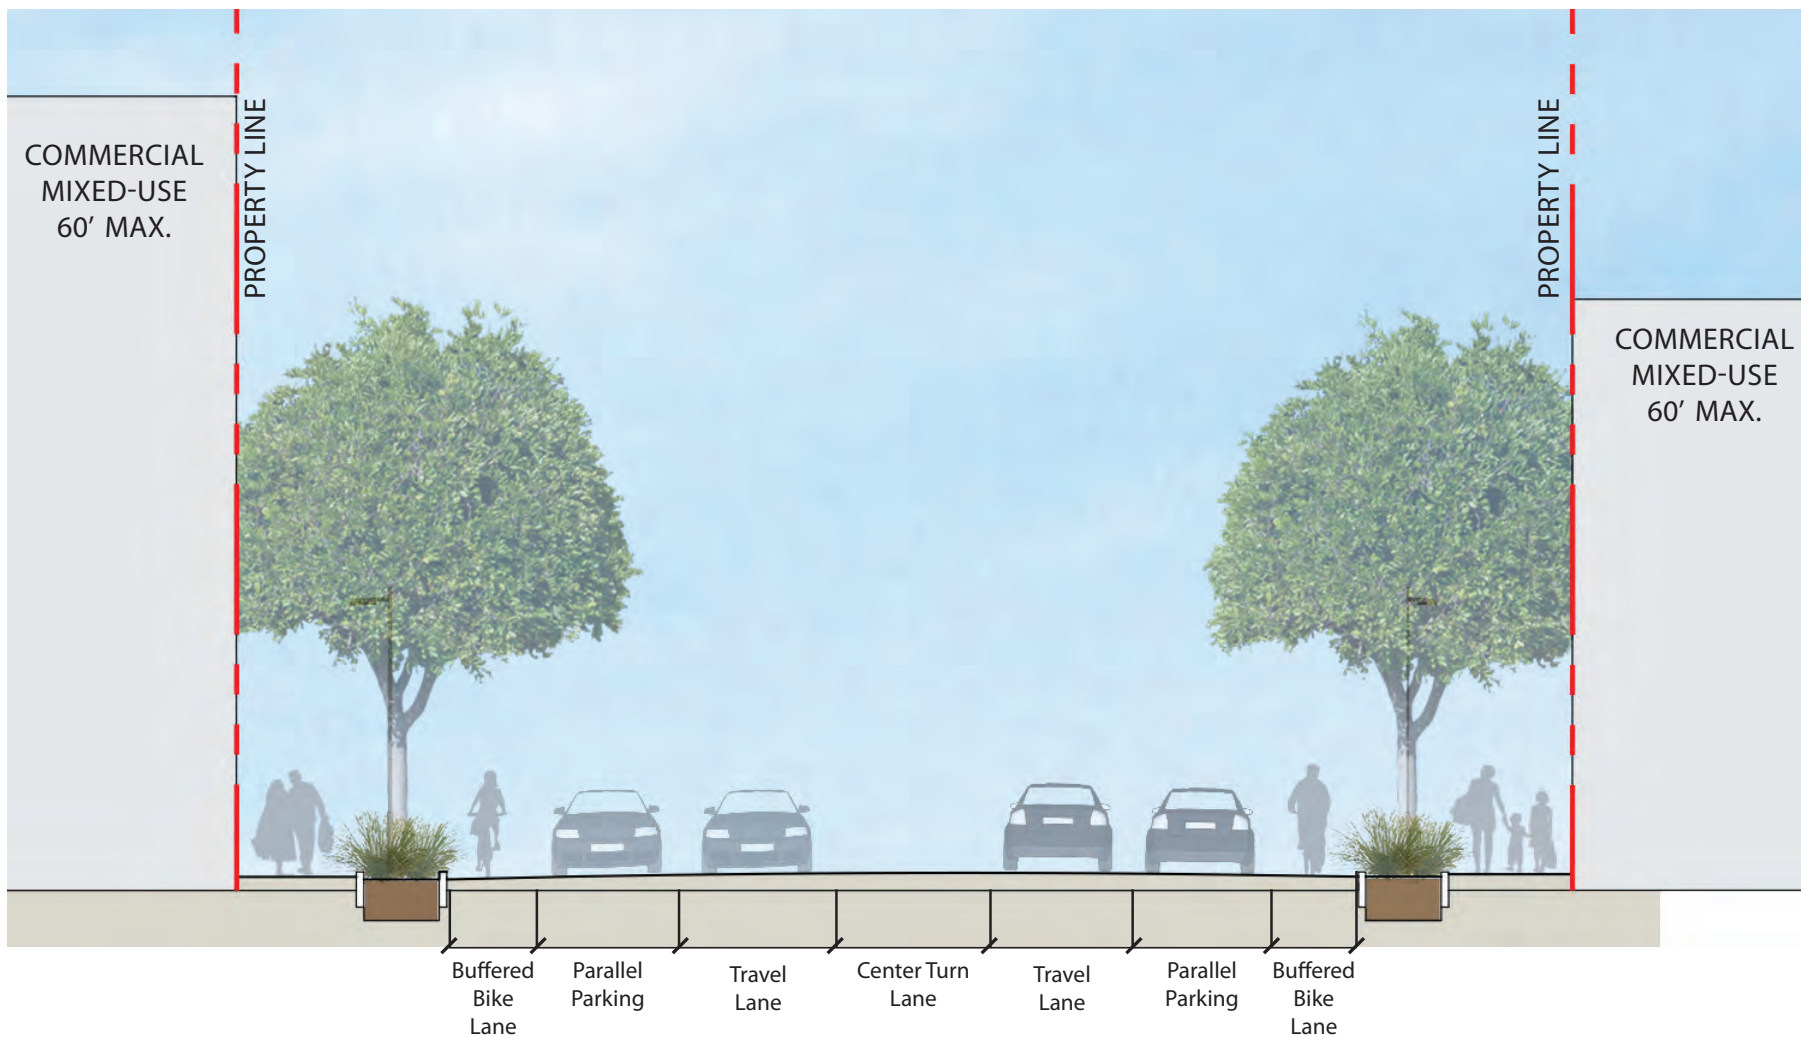 COMMERCIAL
MIXED-USE
60' MAX.
PROPERTY LINE
PROPERTY LINE
COMMERCIAL
MIXED-USE
60' MAX.
Buffered
Bike
Lane
Parallel
Parking
Travel
Lane
Center Turn
Lane
Travel
Lane
Parallel
Parking
Buffered
Bike
Lane